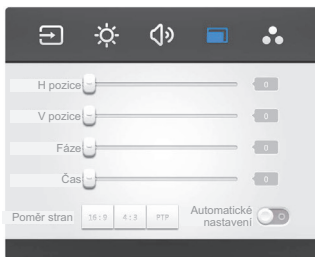 H pozice 0
V pozice 0
Fáze 0
Čas 0
Poměr stran 16:9 4:3 PTP Automatické nastavení